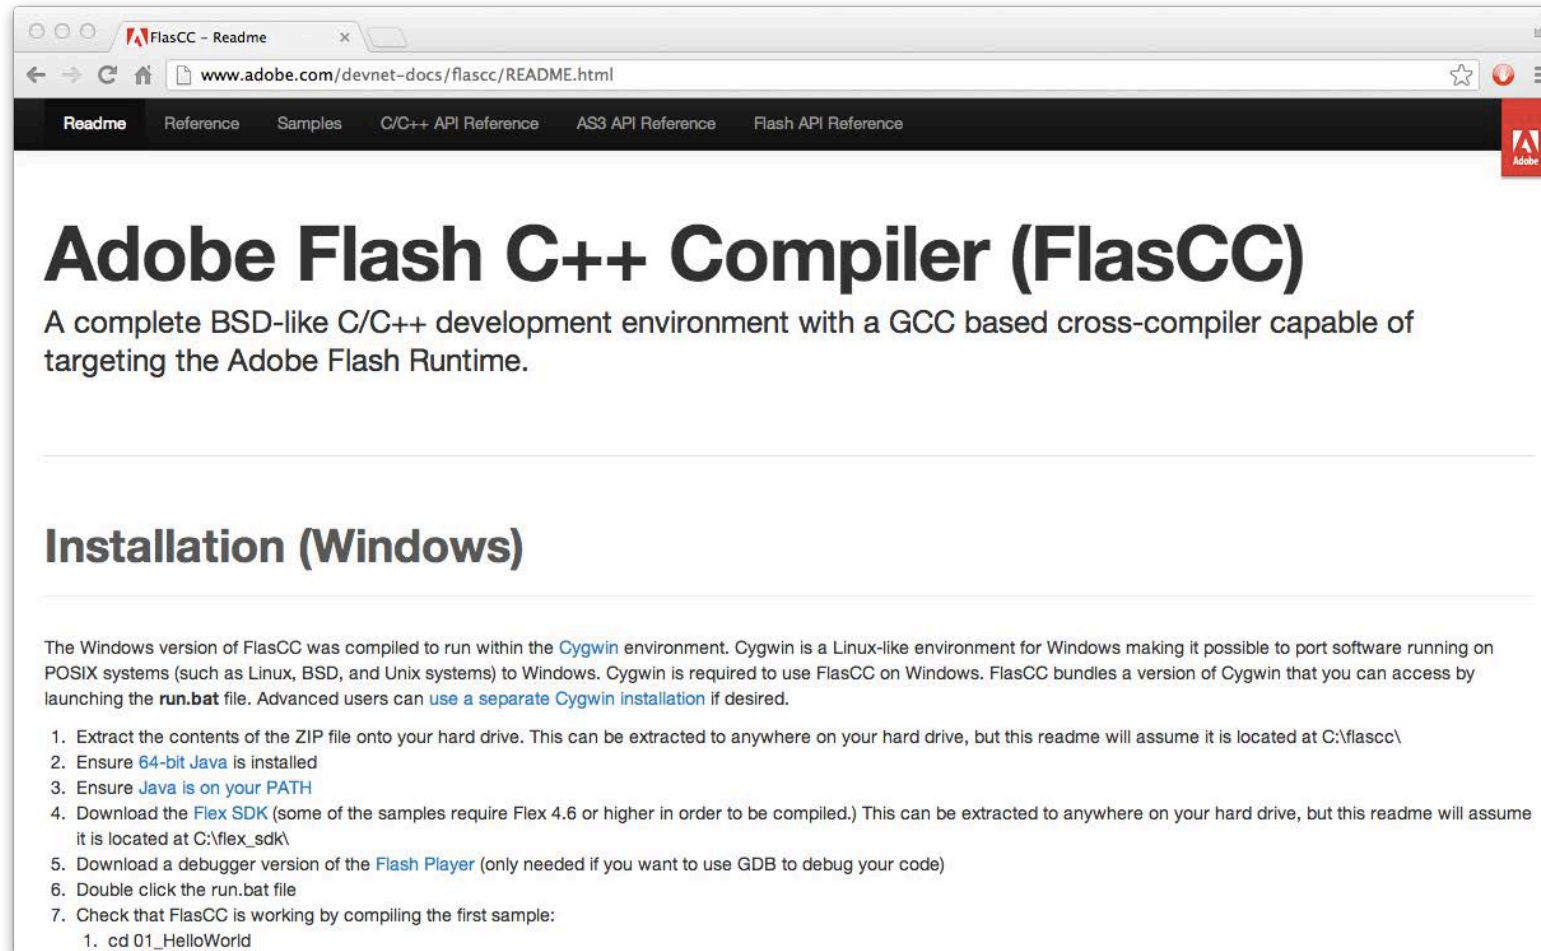 FlasCC – Readme
www.adobe.com/devnet-docs/flascc/README.html
Readme Reference Samples C/C++ API Reference AS3 API Reference Flash API Reference
Adobe
Adobe Flash C++ Compiler (FlasCC)
A complete BSD-like C/C++ development environment with a GCC based cross-compiler capable of
targeting the Adobe Flash Runtime.
Installation (Windows)
The Windows version of FlasCC was compiled to run within the Cygwin environment. Cygwin is a Linux-like environment for Windows making it possible to port software running on
POSIX systems (such as Linux, BSD, and Unix systems) to Windows. Cygwin is required to use FlasCC on Windows. FlasCC bundles a version of Cygwin that you can access by
launching the run.bat file. Advanced users can use a separate Cygwin installation if desired.
1. Extract the contents of the ZIP file onto your hard drive. This can be extracted to anywhere on your hard drive, but this readme will assume it is located at C:\flascc\
2. Ensure 64-bit Java is installed
3. Ensure Java is on your PATH
4. Download the Flex SDK (some of the samples require Flex 4.6 or higher in order to be compiled.) This can be extracted to anywhere on your hard drive, but this readme will assume
it is located at C:\flex_sdk\
5. Download a debugger version of the Flash Player (only needed if you want to use GDB to debug your code)
6. Double click the run.bat file
7. Check that FlasCC is working by compiling the first sample:
1. cd 01_HelloWorld